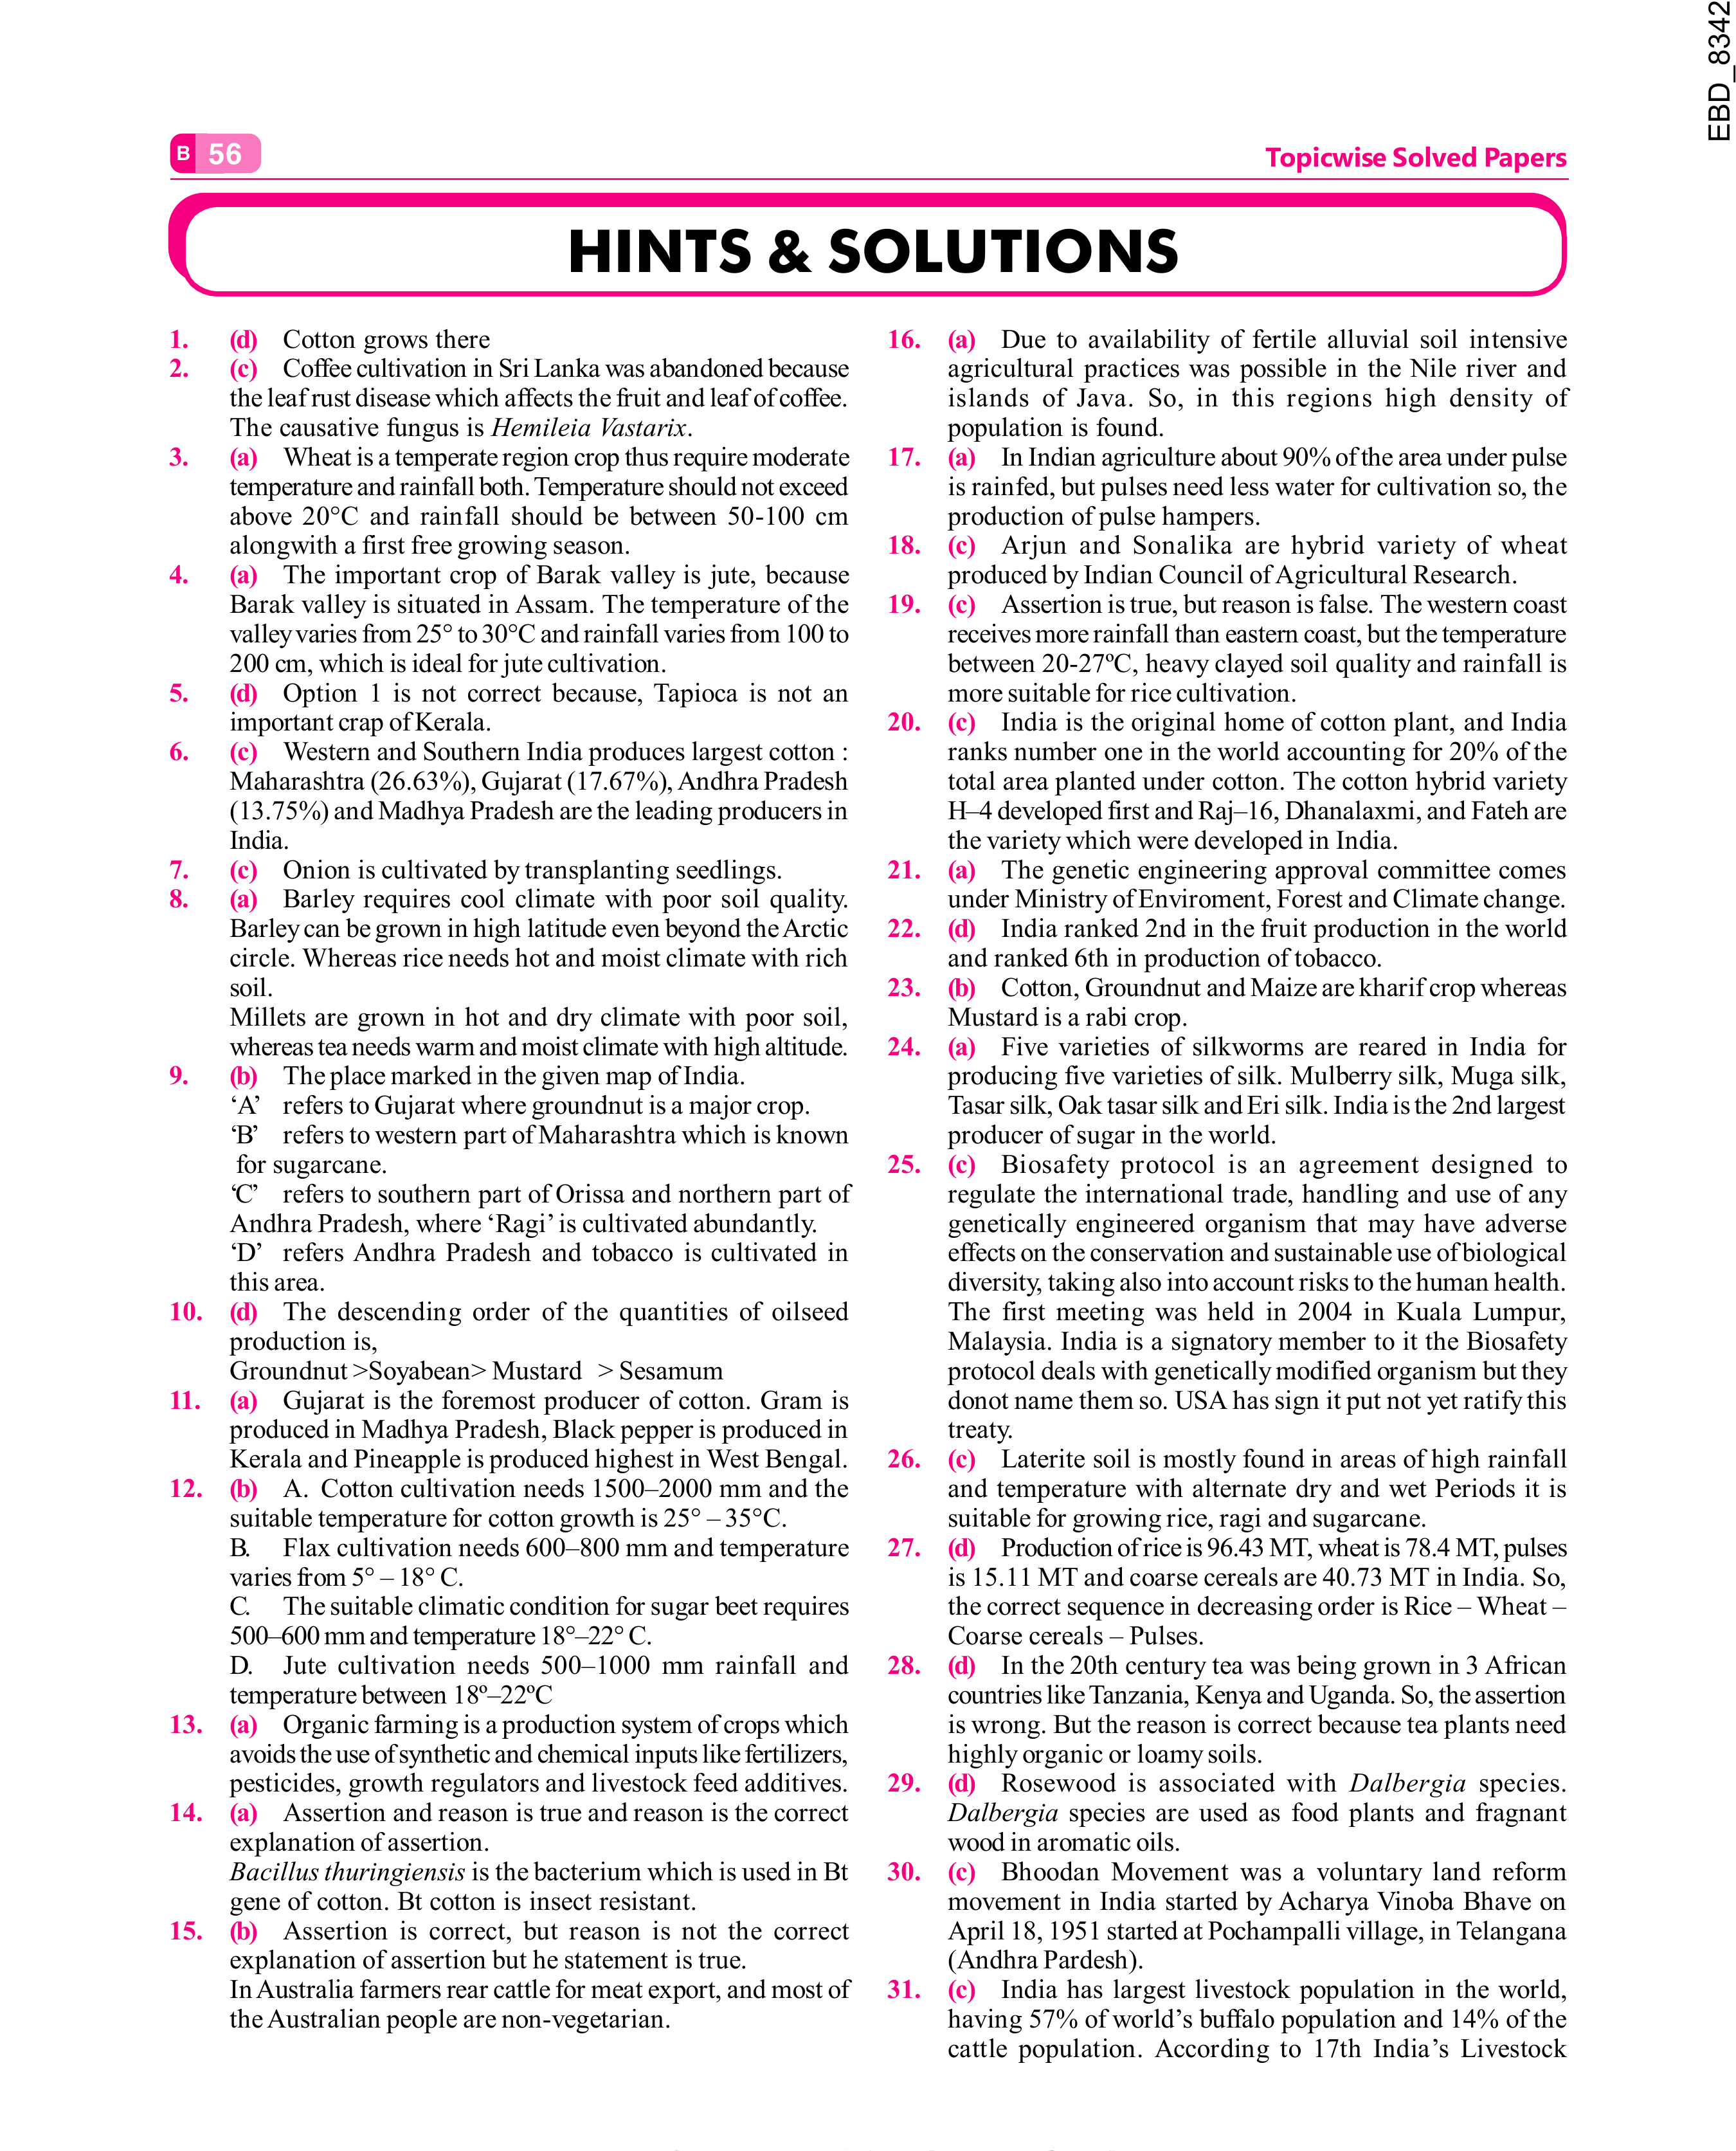 EBD_8342
B 56
Topicwise Solved Papers
HINTS & SOLUTIONS
1. (d) Cotton grows there
2. (c) Coffee cultivation in Sri Lanka was abandoned because
the leaf rust disease which affects the fruit and leaf of coffee.
The causative fungus is Hemileia Vastarix.
3. (a) Wheat is a temperate region crop thus require moderate
temperature and rainfall both. Temperature should not exceed
above 20°C and rainfall should be between 50-100 cm
alongwith a first free growing season.
4. (a) The important crop of Barak valley is jute, because
Barak valley is situated in Assam. The temperature of the
valley varies from 25° to 30°C and rainfall varies from 100 to
200 cm, which is ideal for jute cultivation.
5. (d) Option 1 is not correct because, Tapioca is not an
important crap of Kerala.
6. (c) Western and Southern India produces largest cotton :
Maharashtra (26.63%), Gujarat (17.67%), Andhra Pradesh
(13.75%) and Madhya Pradesh are the leading producers in
India.
7. (c) Onion is cultivated by transplanting seedlings.
8. (a) Barley requires cool climate with poor soil quality.
Barley can be grown in high latitude even beyond the Arctic
circle. Whereas rice needs hot and moist climate with rich
soil.
Millets are grown in hot and dry climate with poor soil,
whereas tea needs warm and moist climate with high altitude.
9. (b) The place marked in the given map of India.
‘A’ refers to Gujarat where groundnut is a major crop.
‘B’ refers to western part of Maharashtra which is known
for sugarcane.
‘C’ refers to southern part of Orissa and northern part of
Andhra Pradesh, where ‘Ragi’ is cultivated abundantly.
‘D’ refers Andhra Pradesh and tobacco is cultivated in
this area.
10. (d) The descending order of the quantities of oilseed
production is,
Groundnut >Soyabean> Mustard > Sesamum
11. (a) Gujarat is the foremost producer of cotton. Gram is
produced in Madhya Pradesh, Black pepper is produced in
Kerala and Pineapple is produced highest in West Bengal.
12. (b) A. Cotton cultivation needs 1500–2000 mm and the
suitable temperature for cotton growth is 25° – 35°C.
B. Flax cultivation needs 600–800 mm and temperature
varies from 5° – 18° C.
C. The suitable climatic condition for sugar beet requires
500–600 mm and temperature 18°–22° C.
D. Jute cultivation needs 500–1000 mm rainfall and
temperature between 18º–22ºC
13. (a) Organic farming is a production system of crops which
avoids the use of synthetic and chemical inputs like fertilizers,
pesticides, growth regulators and livestock feed additives.
14. (a) Assertion and reason is true and reason is the correct
explanation of assertion.
Bacillus thuringiensis is the bacterium which is used in Bt
gene of cotton. Bt cotton is insect resistant.
15. (b) Assertion is correct, but reason is not the correct
explanation of assertion but he statement is true.
In Australia farmers rear cattle for meat export, and most of
the Australian people are non-vegetarian.
16. (a) Due to availability of fertile alluvial soil intensive
agricultural practices was possible in the Nile river and
islands of Java. So, in this regions high density of
population is found.
17. (a) In Indian agriculture about 90% of the area under pulse
is rainfed, but pulses need less water for cultivation so, the
production of pulse hampers.
18. (c) Arjun and Sonalika are hybrid variety of wheat
produced by Indian Council of Agricultural Research.
19. (c) Assertion is true, but reason is false. The western coast
receives more rainfall than eastern coast, but the temperature
between 20-27ºC, heavy clayed soil quality and rainfall is
more suitable for rice cultivation.
20. (c) India is the original home of cotton plant, and India
ranks number one in the world accounting for 20% of the
total area planted under cotton. The cotton hybrid variety
H–4 developed first and Raj–16, Dhanalaxmi, and Fateh are
the variety which were developed in India.
21. (a) The genetic engineering approval committee comes
under Ministry of Enviroment, Forest and Climate change.
22. (d) India ranked 2nd in the fruit production in the world
and ranked 6th in production of tobacco.
23. (b) Cotton, Groundnut and Maize are kharif crop whereas
Mustard is a rabi crop.
24. (a) Five varieties of silkworms are reared in India for
producing five varieties of silk. Mulberry silk, Muga silk,
Tasar silk, Oak tasar silk and Eri silk. India is the 2nd largest
producer of sugar in the world.
25. (c) Biosafety protocol is an agreement designed to
regulate the international trade, handling and use of any
genetically engineered organism that may have adverse
effects on the conservation and sustainable use of biological
diversity, taking also into account risks to the human health.
The first meeting was held in 2004 in Kuala Lumpur,
Malaysia. India is a signatory member to it the Biosafety
protocol deals with genetically modified organism but they
donot name them so. USA has sign it put not yet ratify this
treaty.
26. (c) Laterite soil is mostly found in areas of high rainfall
and temperature with alternate dry and wet Periods it is
suitable for growing rice, ragi and sugarcane.
27. (d) Production of rice is 96.43 MT, wheat is 78.4 MT, pulses
is 15.11 MT and coarse cereals are 40.73 MT in India. So,
the correct sequence in decreasing order is Rice – Wheat –
Coarse cereals – Pulses.
28. (d) In the 20th century tea was being grown in 3 African
countries like Tanzania, Kenya and Uganda. So, the assertion
is wrong. But the reason is correct because tea plants need
highly organic or loamy soils.
29. (d) Rosewood is associated with Dalbergia species.
Dalbergia species are used as food plants and fragnant
wood in aromatic oils.
30. (c) Bhoodan Movement was a voluntary land reform
movement in India started by Acharya Vinoba Bhave on
April 18, 1951 started at Pochampalli village, in Telangana
(Andhra Pardesh).
31. (c) India has largest livestock population in the world,
having 57% of world’s buffalo population and 14% of the
cattle population. According to 17th India’s Livestock